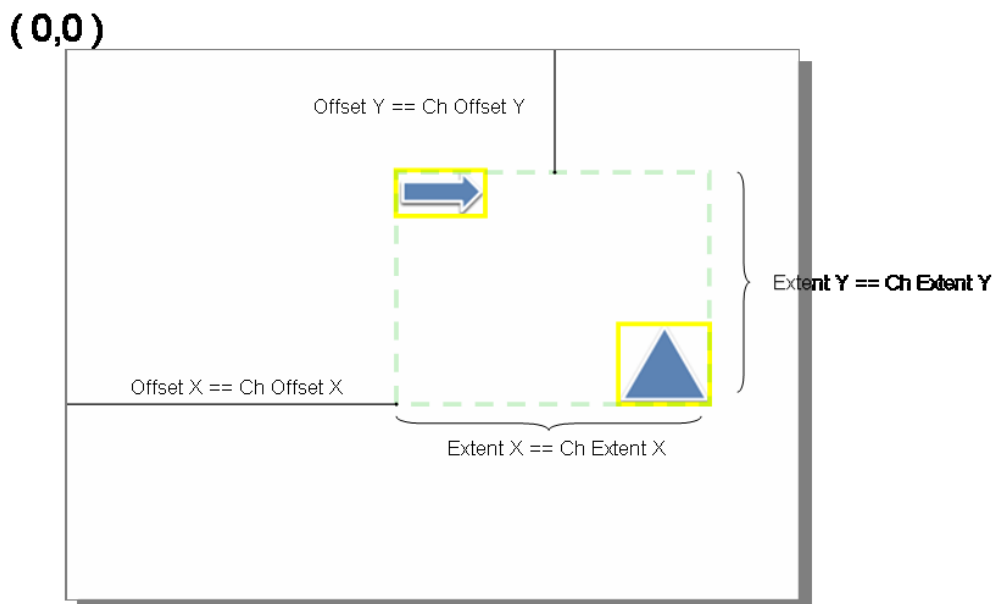 ( 0,0 )
Offset Y == Ch Offset Y
Extent Y == Ch Extent Y
Offset X == Ch Offset X
Extent X == Ch Extent X